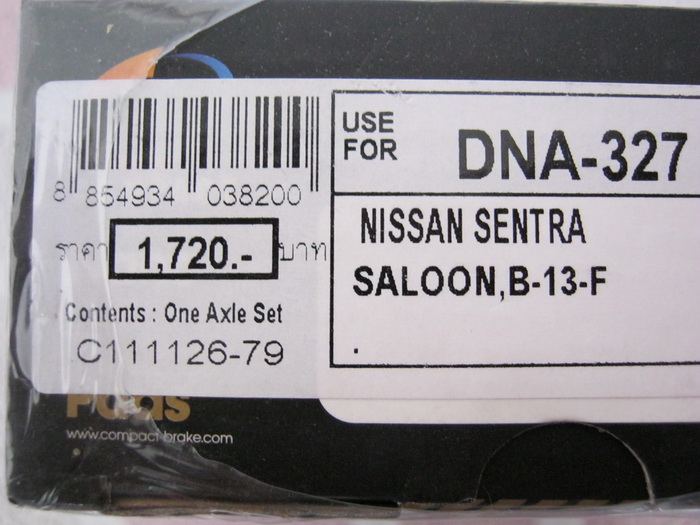 8 854934 038200
ราคา 1,720.- บาท
Contents : One Axle Set
C111126-79
USE FOR DNA-327
NISSAN SENTRA
SALOON,B-13-F
.
Faas
www.compact-brake.com